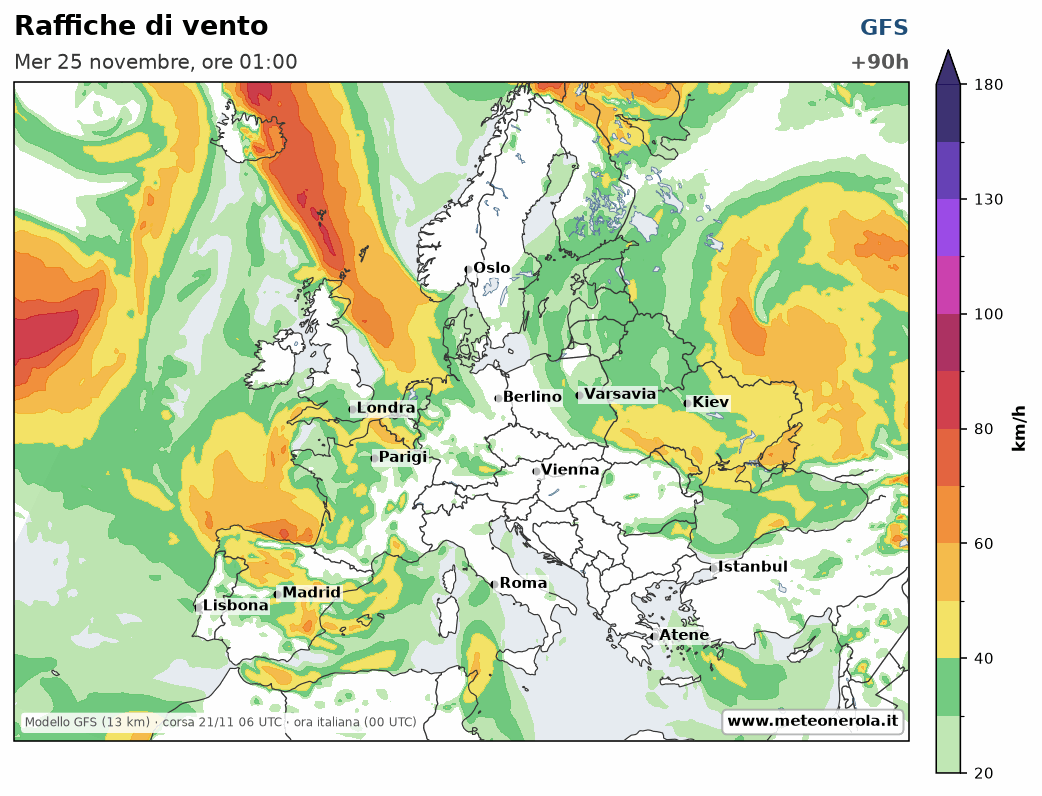 Raffiche di vento
GFS
Mer 25 novembre, ore 01:00
+90h
180
130
100
80
60
40
20
km/h
Oslo
Berlino
Varsavia
Kiev
Londra
Parigi
Vienna
Istanbul
Roma
Madrid
Lisbona
Atene
Modello GFS (13 km) · corsa 21/11 06 UTC · ora italiana (00 UTC)
www.meteonerola.it